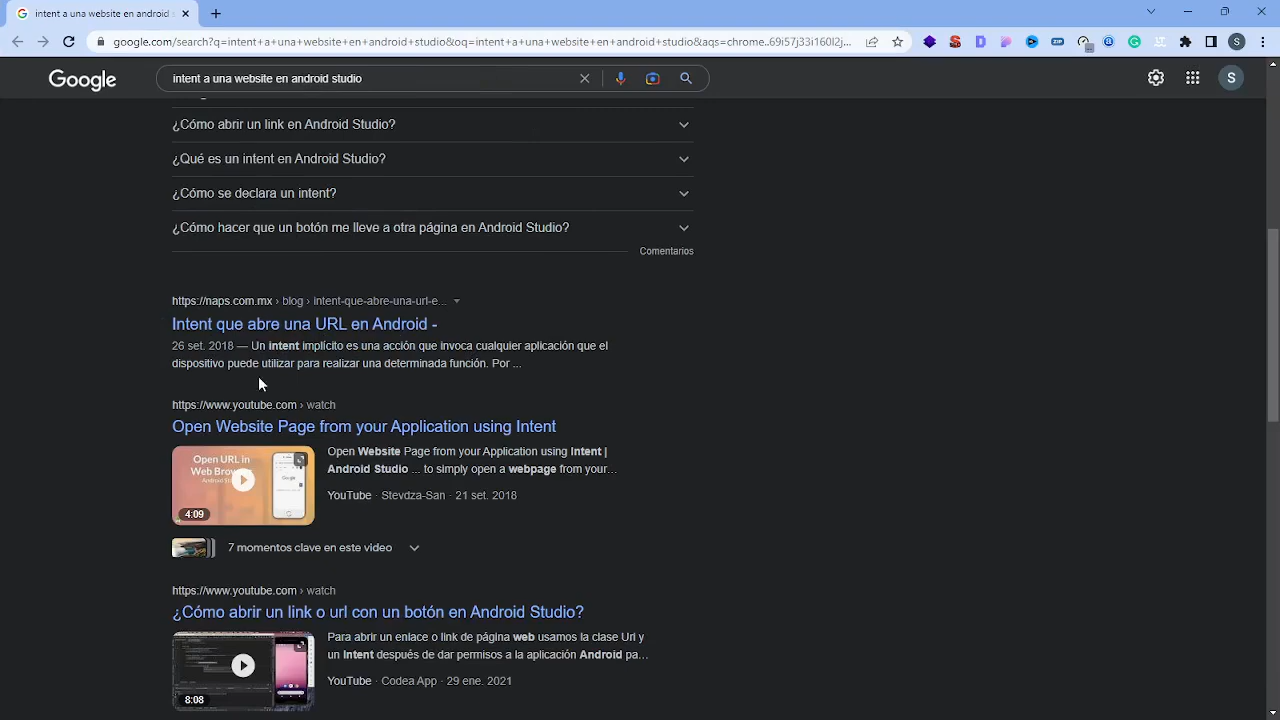 intent a una website en android s
google.com/search?q=intent+a+una+website+en+android+studio&oq=intent+a+una+website+en+android+studio&aqs=chrome..69i57j33i160l2j...
S
Google
intent a una website en android studio
S
¿Cómo abrir un link en Android Studio?
¿Qué es un intent en Android Studio?
¿Cómo se declara un intent?
¿Cómo hacer que un botón me lleve a otra página en Android Studio?
Comentarios
https://naps.com.mx › blog › intent-que-abre-una-url-e...
Intent que abre una URL en Android -
26 set. 2018 — Un intent implícito es una acción que invoca cualquier aplicación que el
dispositivo puede utilizar para realizar una determinada función. Por ...
https://www.youtube.com › watch
Open Website Page from your Application using Intent
Open URL in
Web Browser
Google
4:09
Open Website Page from your Application using Intent |
Android Studio ... to simply open a webpage from your...
YouTube · Stevdza-San · 21 set. 2018
7 momentos clave en este video
https://www.youtube.com › watch
¿Cómo abrir un link o url con un botón en Android Studio?
8:08
Para abrir un enlace o link de página web usamos la clase Uri y
un Intent después de dar permisos a la aplicación Android
YouTube · Codea App · 29 ene. 2021